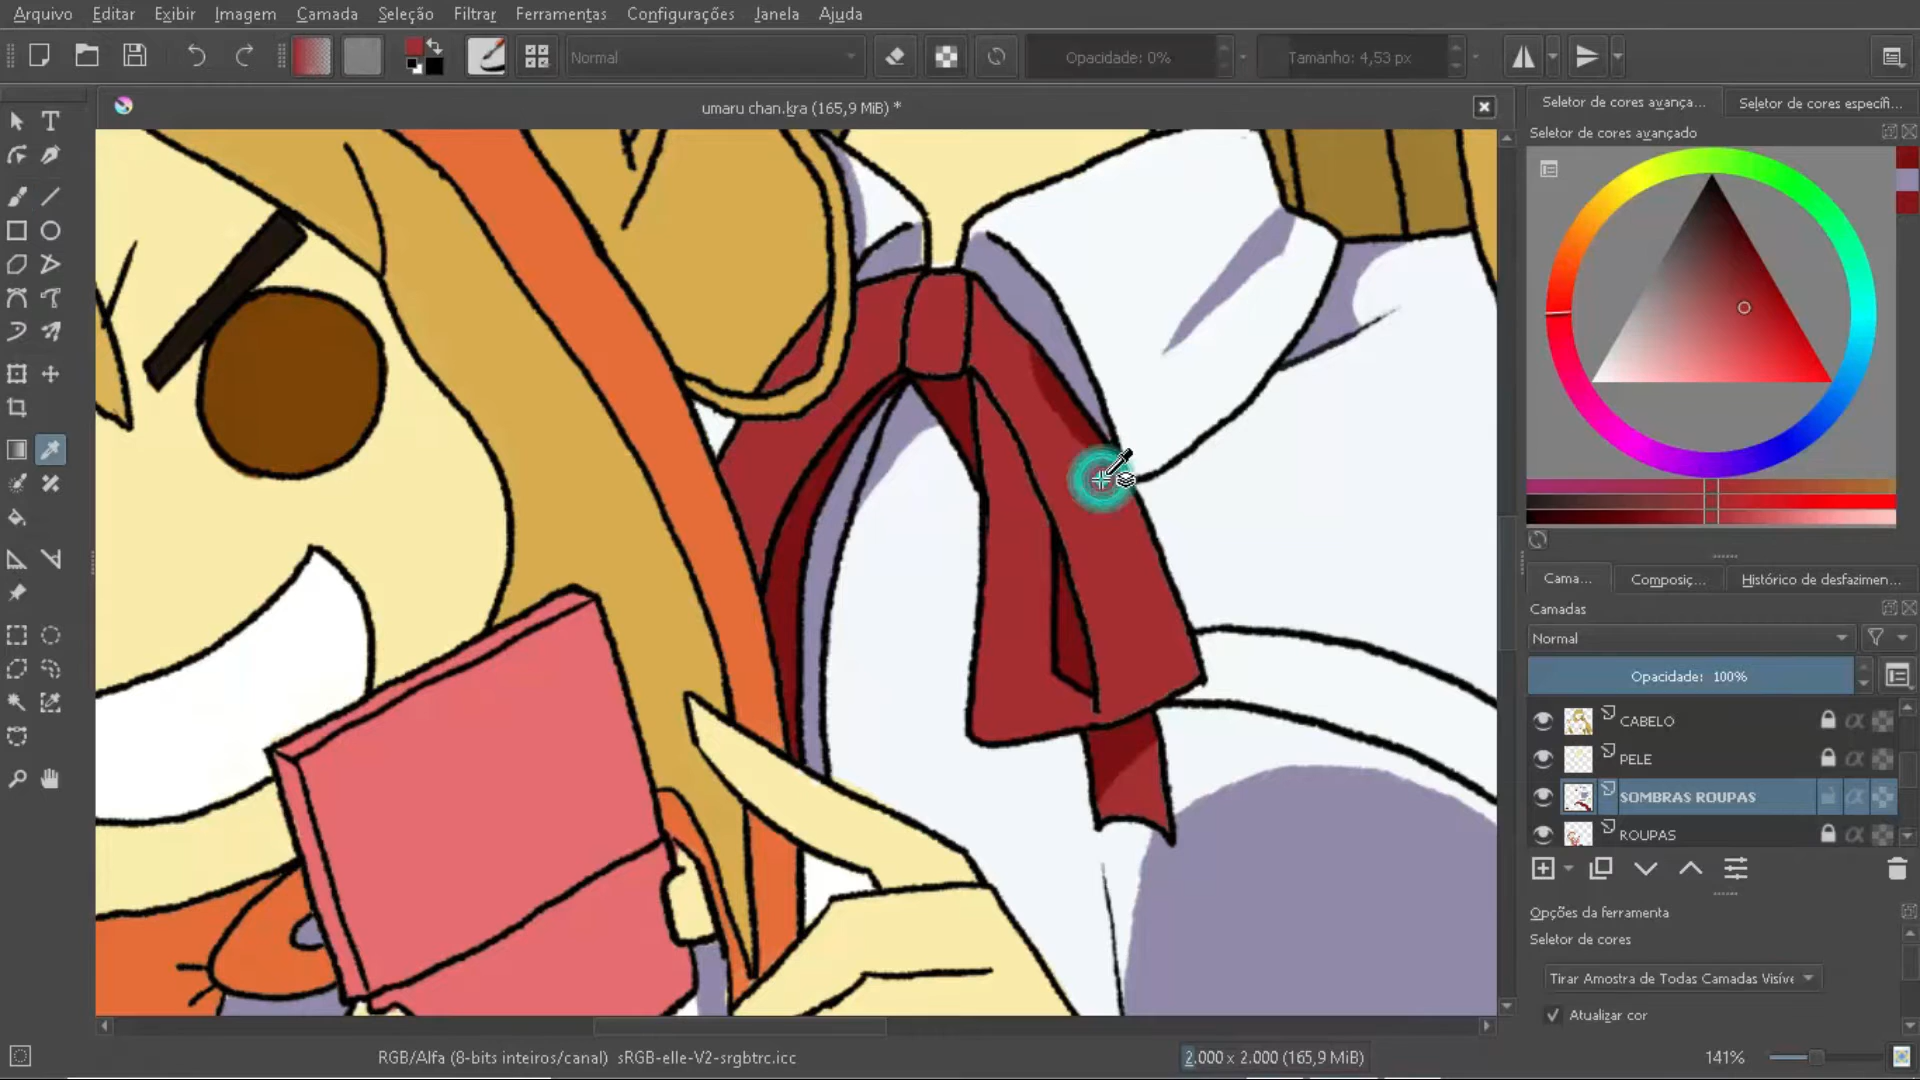 Arquivo Editar Exibir Imagem Camada Seleção Filtrar Ferramentas Configurações Janela Ajuda
Normal Opacidade: 0% Tamanho: 4,53 px
umaru chan.kra (165,9 MiB) *
Seletor de cores avança... Seletor de cores específi...
Seletor de cores avançado
Cama... Composiç... Histórico de desfazimen...
Camadas
Normal
Opacidade: 100%
CABELO
PELE
SOMBRAS ROUPAS
ROUPAS
Opções da ferramenta
Seletor de cores
Tirar Amostra de Todas Camadas Visíve
Atualizar cor
RGB/Alfa (8-bits inteiros/canal) sRGB-elle-V2-srgbtrc.icc 2.000 x 2.000 (165,9 MiB) 141%